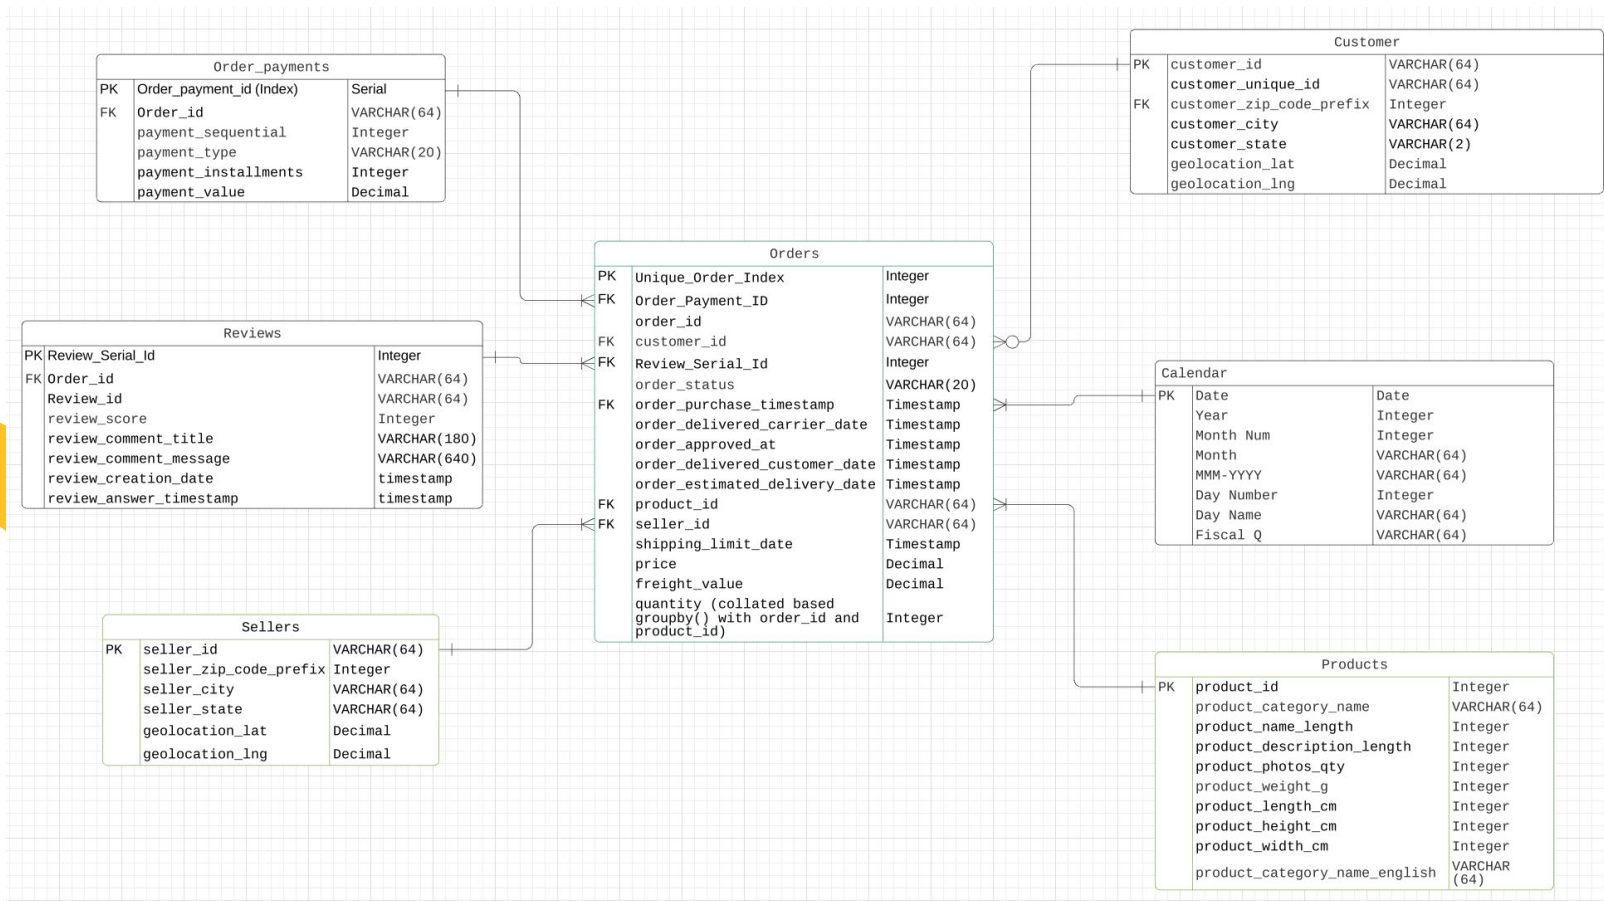 Order_payments
PK Order_payment_id (Index) Serial
FK Order_id VARCHAR(64)
payment_sequential Integer
payment_type VARCHAR(20)
payment_installments Integer
payment_value Decimal
Customer
PK customer_id VARCHAR(64)
customer_unique_id VARCHAR(64)
FK customer_zip_code_prefix Integer
customer_city VARCHAR(64)
customer_state VARCHAR(2)
geolocation_lat Decimal
geolocation_lng Decimal
Orders
PK Unique_Order_Index Integer
FK Order_Payment_ID Integer
order_id VARCHAR(64)
FK customer_id VARCHAR(64)
FK Review_Serial_Id Integer
order_status VARCHAR(20)
FK order_purchase_timestamp Timestamp
order_delivered_carrier_date Timestamp
order_approved_at Timestamp
order_delivered_customer_date Timestamp
order_estimated_delivery_date Timestamp
FK product_id VARCHAR(64)
FK seller_id VARCHAR(64)
shipping_limit_date Timestamp
price Decimal
freight_value Decimal
quantity (collated based
groupby() with order_id and Integer
product_id)
Reviews
PK Review_Serial_Id Integer
FK Order_id VARCHAR(64)
Review_id VARCHAR(64)
review_score Integer
review_comment_title VARCHAR(180)
review_comment_message VARCHAR(640)
review_creation_date timestamp
review_answer_timestamp timestamp
Calendar
PK Date Date
Year Integer
Month Num Integer
Month VARCHAR(64)
MMM-YYYY VARCHAR(64)
Day Number Integer
Day Name VARCHAR(64)
Fiscal Q VARCHAR(64)
Sellers
PK seller_id VARCHAR(64)
seller_zip_code_prefix Integer
seller_city VARCHAR(64)
seller_state VARCHAR(64)
geolocation_lat Decimal
geolocation_lng Decimal
Products
PK product_id Integer
product_category_name VARCHAR(64)
product_name_length Integer
product_description_length Integer
product_photos_qty Integer
product_weight_g Integer
product_length_cm Integer
product_height_cm Integer
product_width_cm Integer
product_category_name_english VARCHAR
(64)